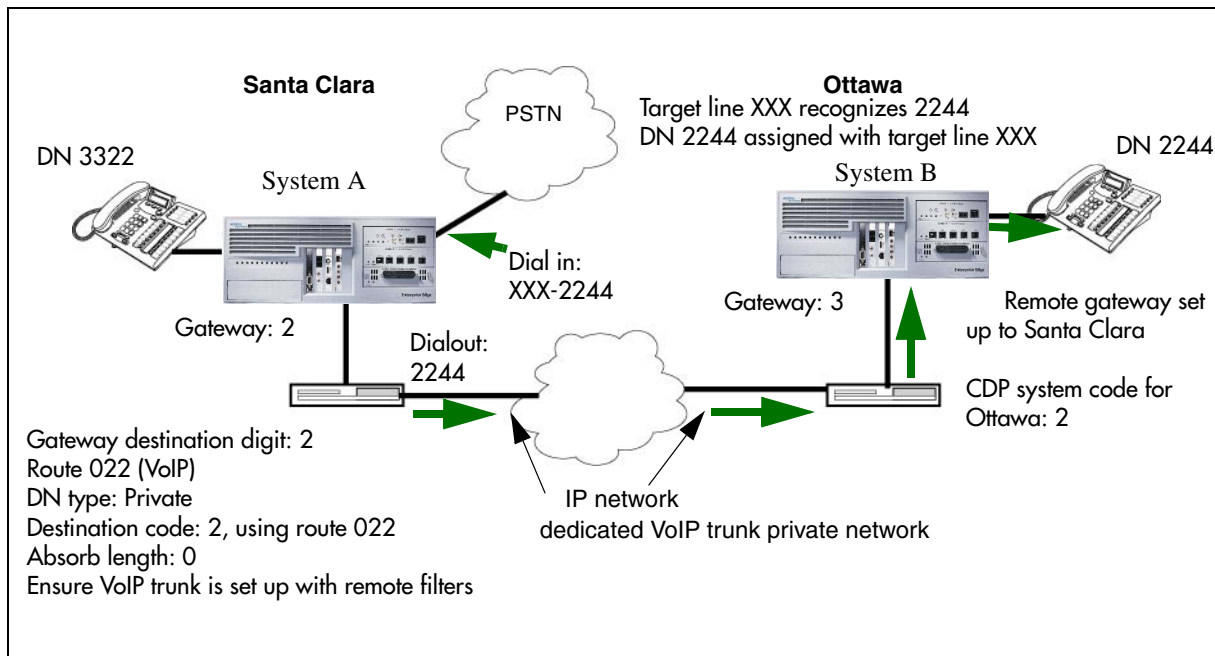 Santa Clara
PSTN
Ottawa
Target line XXX recognizes 2244
DN 2244 assigned with target line XXX
DN 3322
System A
System B
DN 2244
Dial in:
XXX-2244
Gateway: 2
Gateway: 3
Remote gateway set
up to Santa Clara
Dialout:
2244
CDP system code for
Ottawa: 2
Gateway destination digit: 2
Route 022 (VoIP)
DN type: Private
Destination code: 2, using route 022
Absorb length: 0
Ensure VoIP trunk is set up with remote filters
IP network
dedicated VoIP trunk private network